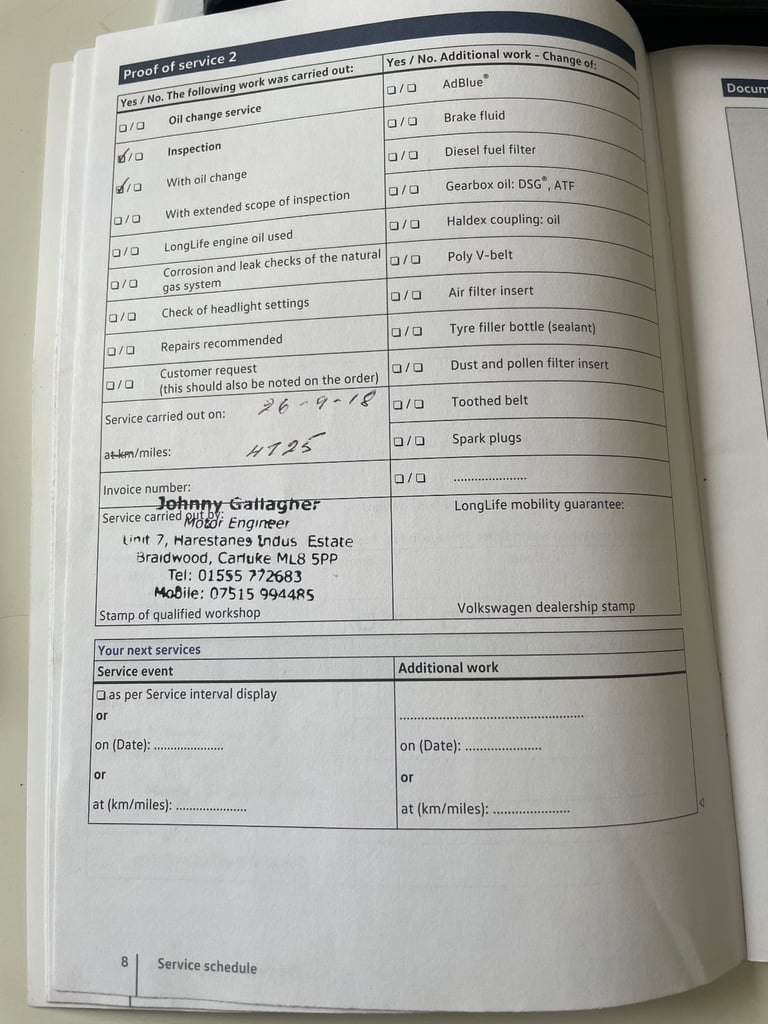 Proof of service 2
Yes / No. The following work was carried out:
❑/❑ Oil change service
☑/❑ Inspection
☑/❑ With oil change
❑/❑ With extended scope of inspection
❑/❑ LongLife engine oil used
❑/❑ Corrosion and leak checks of the natural
gas system
❑/❑ Check of headlight settings
❑/❑ Repairs recommended
❑/❑ Customer request
(this should also be noted on the order)
Service carried out on: 26-9-18
at km/miles: 4725
Invoice number:
Service carried out by:
Johnny Gallagher
Motor Engineer
Unit 7, Harestanes Indus Estate
Braidwood, Carluke ML8 5PP
Tel: 01555 772683
Mobile: 07515 994485
Stamp of qualified workshop
Yes / No. Additional work - Change of:
❑/❑ AdBlue®
❑/❑ Brake fluid
❑/❑ Diesel fuel filter
❑/❑ Gearbox oil: DSG®, ATF
❑/❑ Haldex coupling: oil
❑/❑ Poly V-belt
❑/❑ Air filter insert
❑/❑ Tyre filler bottle (sealant)
❑/❑ Dust and pollen filter insert
❑/❑ Toothed belt
❑/❑ Spark plugs
❑/❑ ......................
LongLife mobility guarantee:
Volkswagen dealership stamp
Your next services
Service event
❑ as per Service interval display
or
on (Date): .....................
or
at (km/miles): .....................
Additional work
.......................................................
on (Date): .......................
or
at (km/miles): .......................
8 Service schedule
Docum